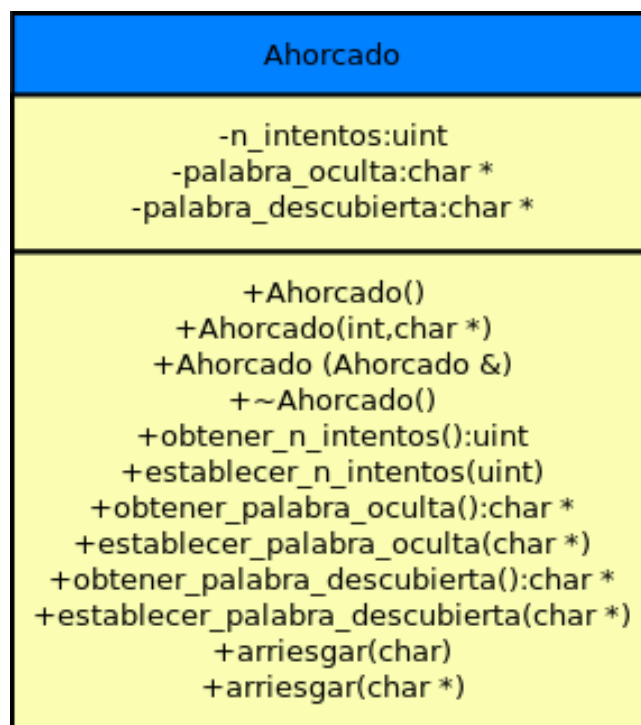 Ahorcado
-n_intentos:uint
-palabra_oculta:char *
-palabra_descubierta:char *
+Ahorcado()
+Ahorcado(int,char *)
+Ahorcado (Ahorcado &)
+~Ahorcado()
+obtener_n_intentos():uint
+establecer_n_intentos(uint)
+obtener_palabra_oculta():char *
+establecer_palabra_oculta(char *)
+obtener_palabra_descubierta():char *
+establecer_palabra_descubierta(char *)
+arriesgar(char)
+arriesgar(char *)